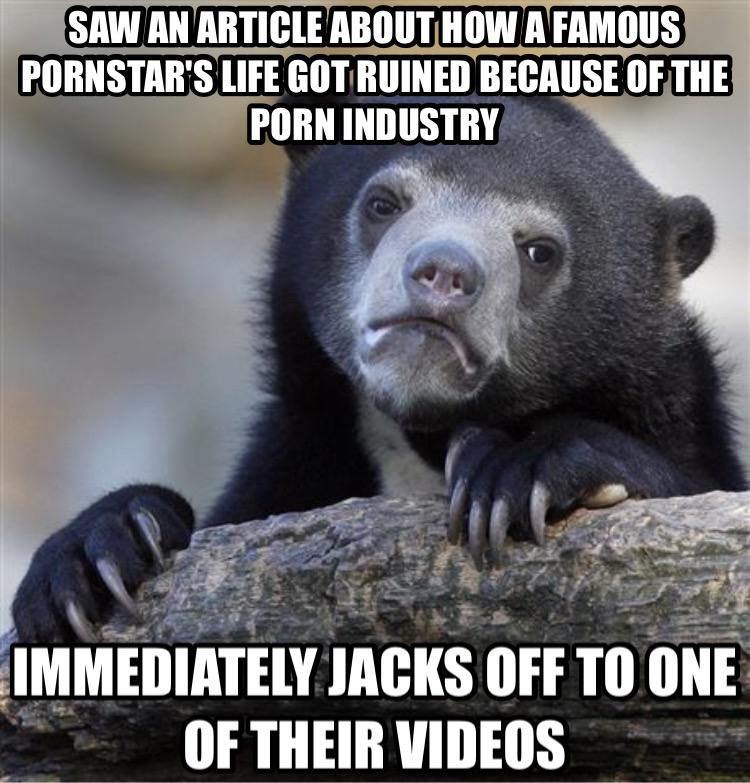 SAW AN ARTICLE ABOUT HOW A FAMOUS
PORNSTAR'S LIFE GOT RUINED BECAUSE OF THE
PORN INDUSTRY
IMMEDIATELY JACKS OFF TO ONE
OF THEIR VIDEOS